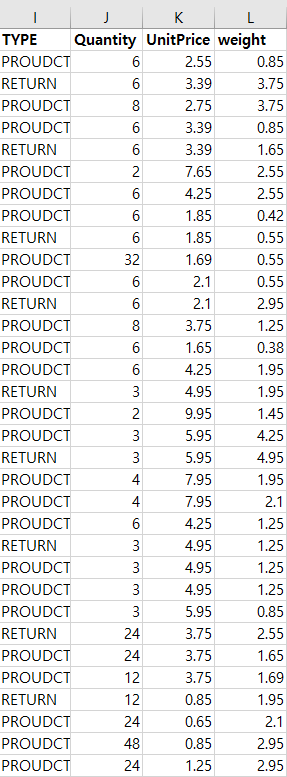 I J K L
TYPE Quantity UnitPrice weight
PROUDCT 6 2.55 0.85
RETURN 6 3.39 3.75
PROUDCT 8 2.75 3.75
PROUDCT 6 3.39 0.85
RETURN 6 3.39 1.65
PROUDCT 2 7.65 2.55
PROUDCT 6 4.25 2.55
PROUDCT 6 1.85 0.42
RETURN 6 1.85 0.55
PROUDCT 32 1.69 0.55
PROUDCT 6 2.1 0.55
RETURN 6 2.1 2.95
PROUDCT 8 3.75 1.25
PROUDCT 6 1.65 0.38
PROUDCT 6 4.25 1.95
RETURN 3 4.95 1.95
PROUDCT 2 9.95 1.45
PROUDCT 3 5.95 4.25
RETURN 3 5.95 4.95
PROUDCT 4 7.95 1.95
PROUDCT 4 7.95 2.1
PROUDCT 6 4.25 1.25
RETURN 3 4.95 1.25
PROUDCT 3 4.95 1.25
PROUDCT 3 4.95 1.25
PROUDCT 3 5.95 0.85
RETURN 24 3.75 2.55
PROUDCT 24 3.75 1.65
PROUDCT 12 3.75 1.69
RETURN 12 0.85 1.95
PROUDCT 24 0.65 2.1
PROUDCT 48 0.85 2.95
PROUDCT 24 1.25 2.95